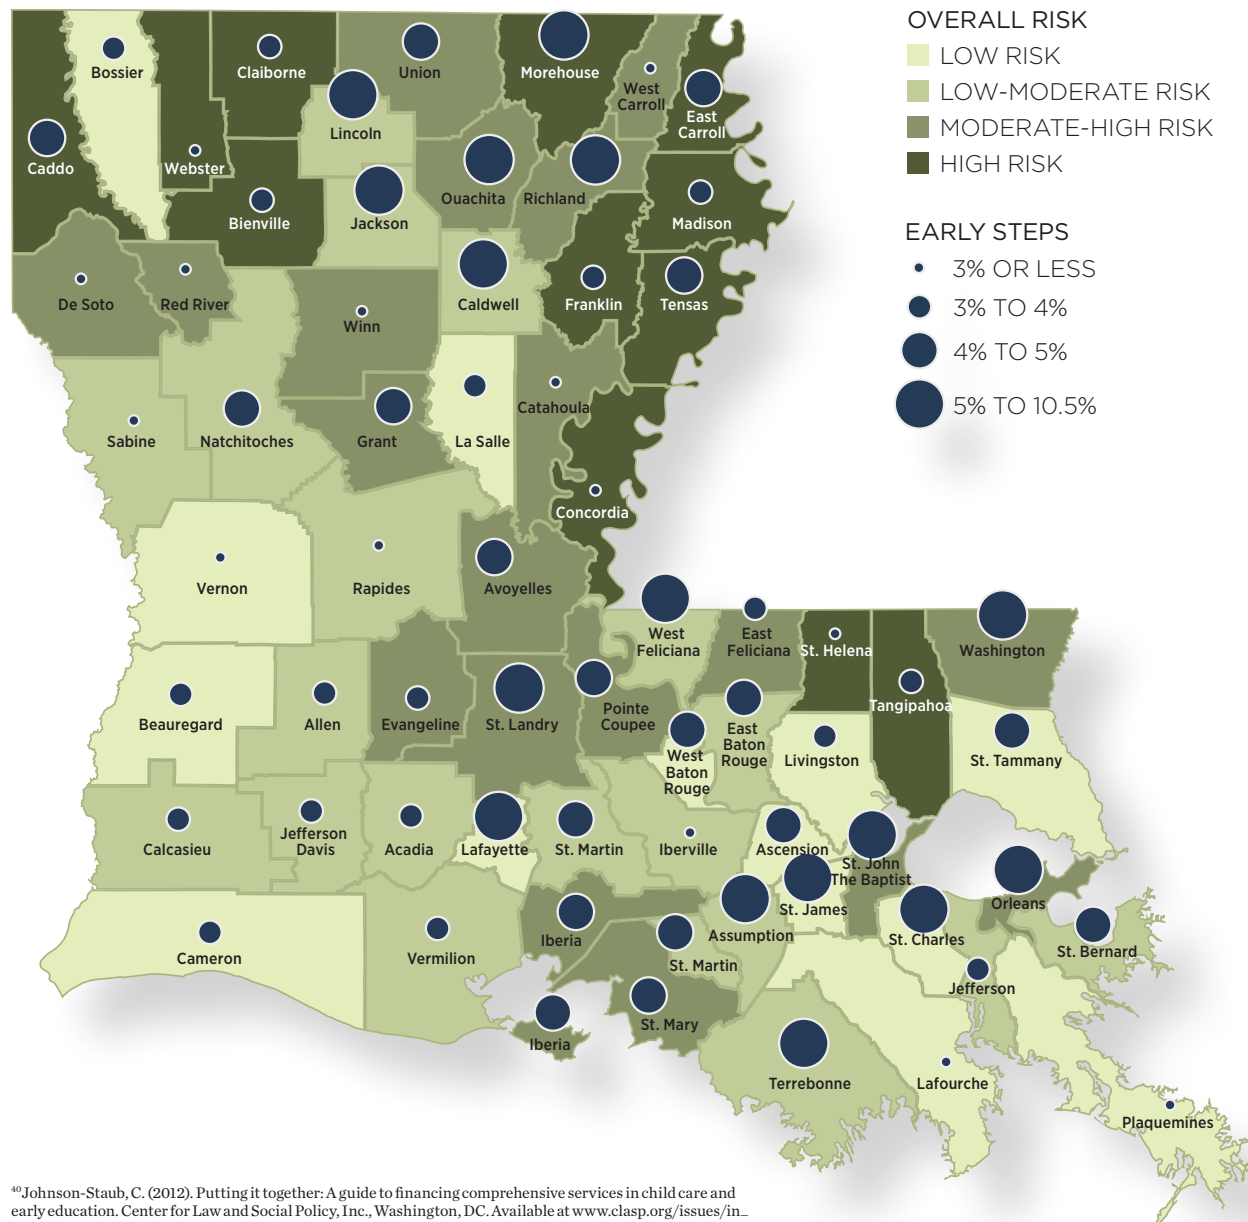 OVERALL RISK
LOW RISK
LOW-MODERATE RISK
MODERATE-HIGH RISK
HIGH RISK
EARLY STEPS
3% OR LESS
3% TO 4%
4% TO 5%
5% TO 10.5%
Bossier
Claiborne
Union
Morehouse
West
Carroll
East
Carroll
Lincoln
Caddo
Webster
Ouachita
Richland
Bienville
Jackson
Madison
De Soto
Red River
Winn
Caldwell
Franklin
Tensas
Catahoula
Sabine
Natchitoches
Grant
La Salle
Concordia
Vernon
Rapides
Avoyelles
West
Feliciana
East
Feliciana
St. Helena
Washington
Tangipahoa
Beauregard
Allen
Evangeline
St. Landry
Pointe
Coupee
East
Baton
Rouge
West
Baton
Rouge
Livingston
St. Tammany
Calcasieu
Jefferson
Davis
Acadia
Lafayette
St. Martin
Iberville
Ascension
St. John
The Baptist
Orleans
St. James
Cameron
Vermilion
Iberia
Assumption
St. Martin
St. Charles
St. Bernard
Jefferson
St. Mary
Iberia
Terrebonne
Lafourche
Plaquemines
40 Johnson-Staub, C. (2012). Putting it together: A guide to financing comprehensive services in child care and
early education. Center for Law and Social Policy, Inc., Washington, DC. Available at www.clasp.org/issues/in_